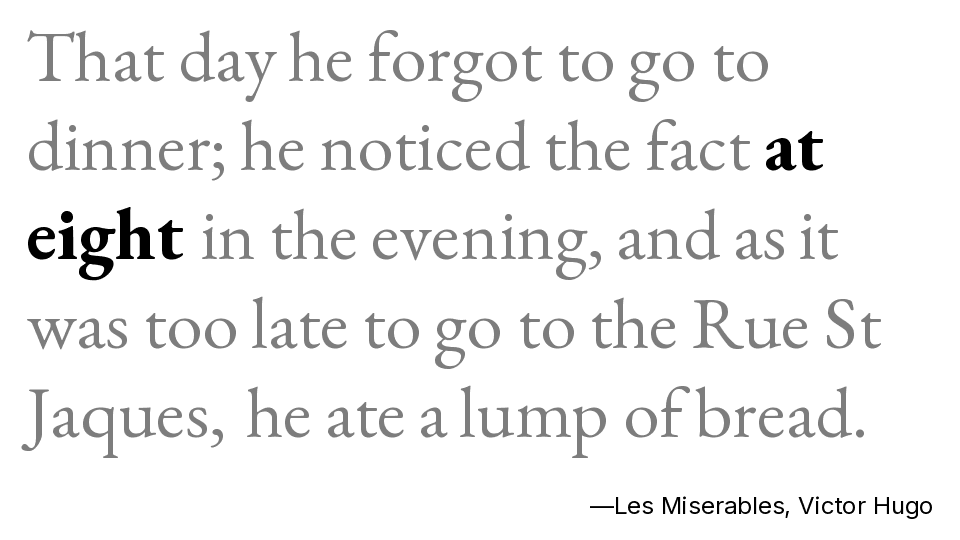 That day he forgot to go to
dinner; he noticed the fact at
eight in the evening, and as it
was too late to go to the Rue St
Jaques, he ate a lump of bread.
—Les Miserables, Victor Hugo